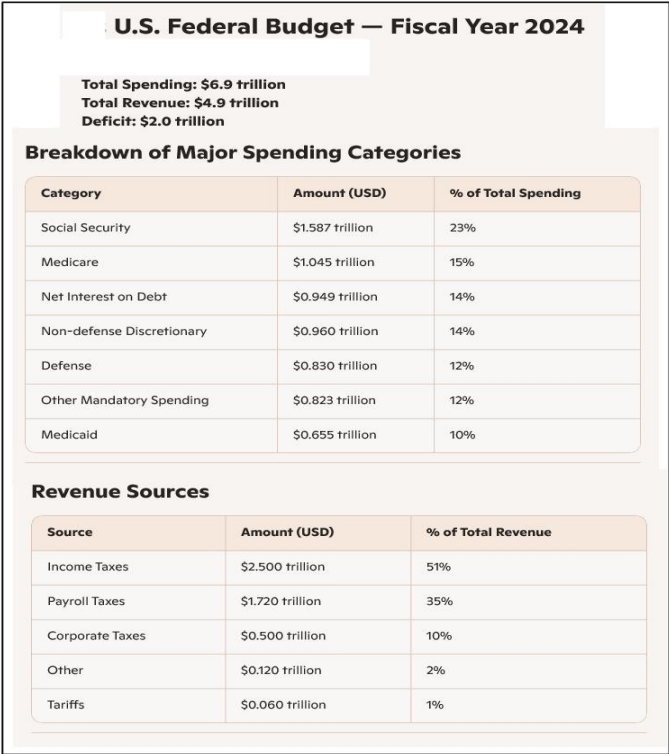 U.S. Federal Budget — Fiscal Year 2024
Total Spending: $6.9 trillion
Total Revenue: $4.9 trillion
Deficit: $2.0 trillion
Breakdown of Major Spending Categories
Category Amount (USD) % of Total Spending
Social Security $1.587 trillion 23%
Medicare $1.045 trillion 15%
Net Interest on Debt $0.949 trillion 14%
Non-defense Discretionary $0.960 trillion 14%
Defense $0.830 trillion 12%
Other Mandatory Spending $0.823 trillion 12%
Medicaid $0.655 trillion 10%
Revenue Sources
Source Amount (USD) % of Total Revenue
Income Taxes $2.500 trillion 51%
Payroll Taxes $1.720 trillion 35%
Corporate Taxes $0.500 trillion 10%
Other $0.120 trillion 2%
Tariffs $0.060 trillion 1%